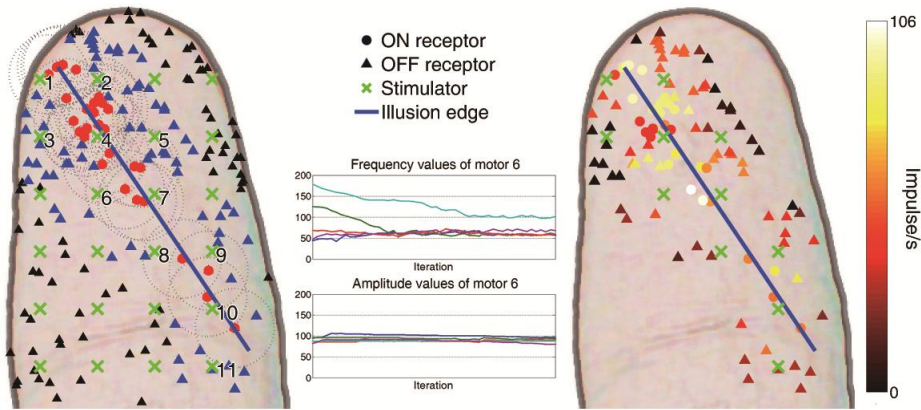 ON receptor
OFF receptor
Stimulator
Illusion edge
1
2
3
4
5
6
7
8
9
10
11
Frequency values of motor 6
200
150
100
50
0
Iteration
Amplitude values of motor 6
200
150
100
50
0
Iteration
106
Impulse/s
0